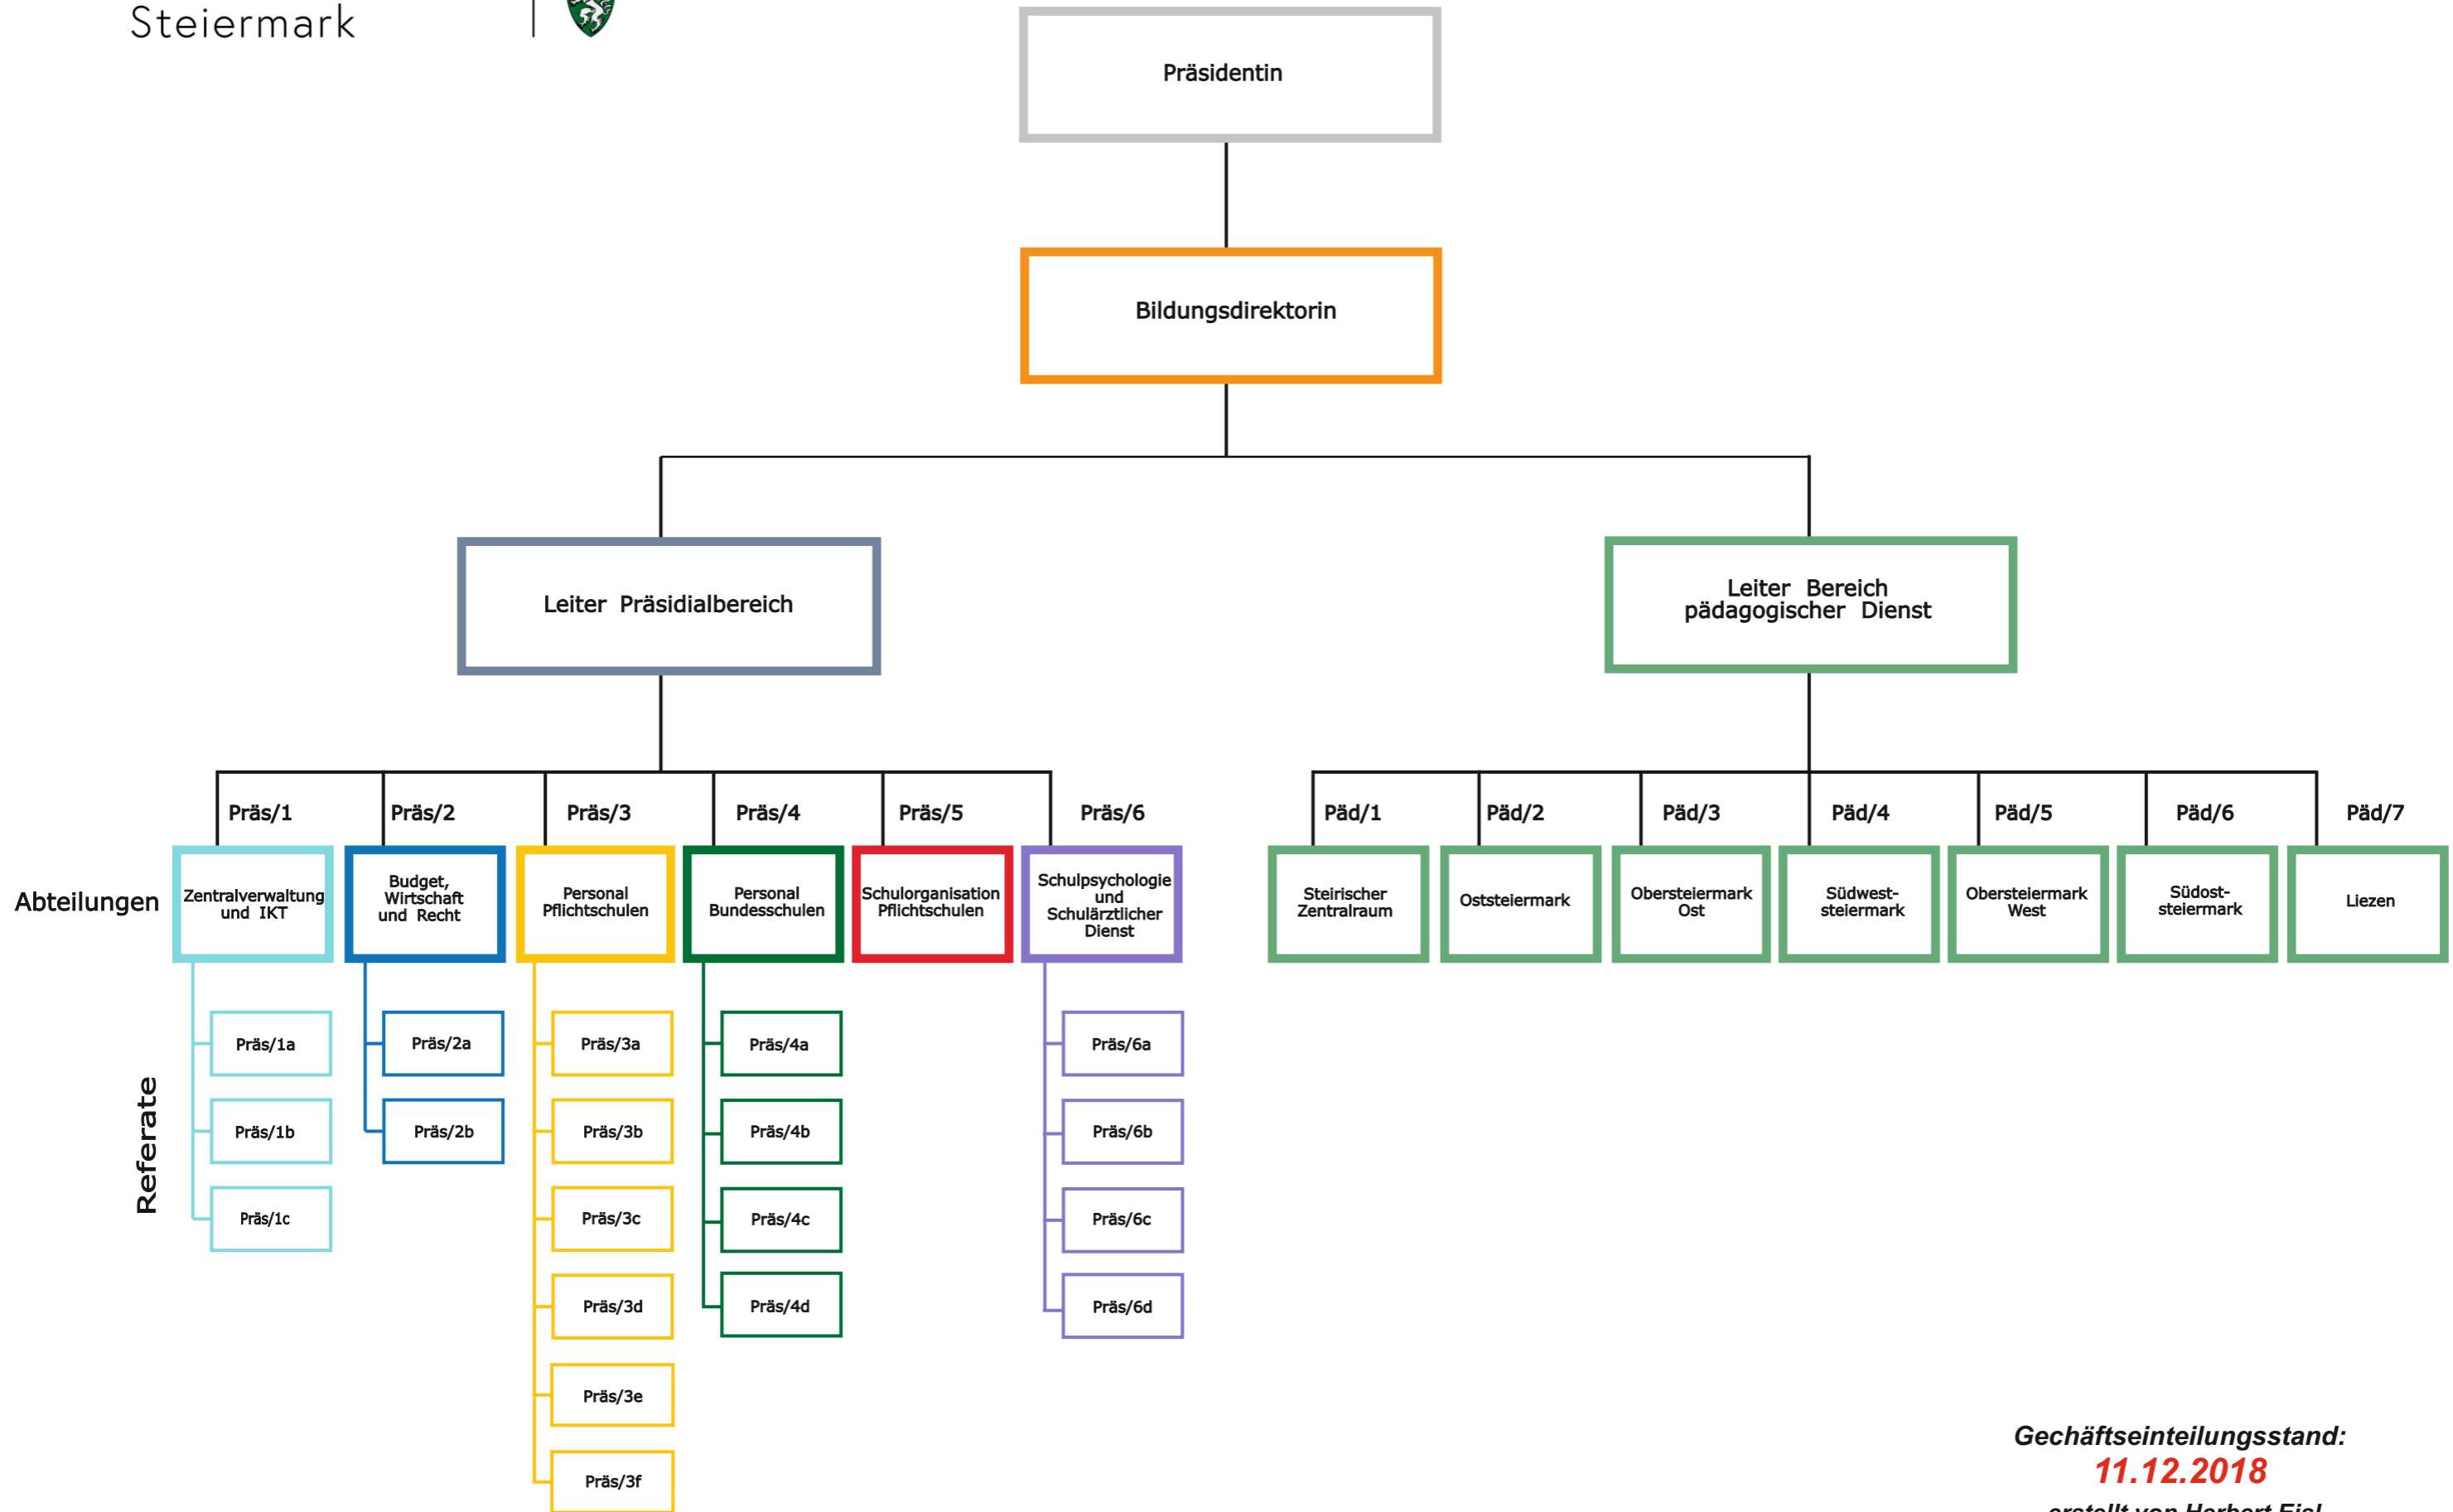 Steiermark
Präsidentin
Bildungsdirektorin
Leiter Präsidialbereich
Leiter Bereich
pädagogischer Dienst
Präs/1
Präs/2
Präs/3
Präs/4
Präs/5
Präs/6
Päd/1
Päd/2
Päd/3
Päd/4
Päd/5
Päd/6
Päd/7
Abteilungen
Zentralverwaltung
und IKT
Budget,
Wirtschaft
und Recht
Personal
Pflichtschulen
Personal
Bundesschulen
Schulorganisation
Pflichtschulen
Schulpsychologie
und
Schulärztlicher
Dienst
Steirischer
Zentralraum
Oststeiermark
Obersteiermark
Ost
Südwest-
steiermark
Obersteiermark
West
Südost-
steiermark
Liezen
Referate
Präs/1a
Präs/1b
Präs/1c
Präs/2a
Präs/2b
Präs/3a
Präs/3b
Präs/3c
Präs/3d
Präs/3e
Präs/3f
Präs/4a
Präs/4b
Präs/4c
Präs/4d
Präs/6a
Präs/6b
Präs/6c
Präs/6d
Gechäftseinteilungsstand:
11.12.2018
erstellt von Herbert Eisl